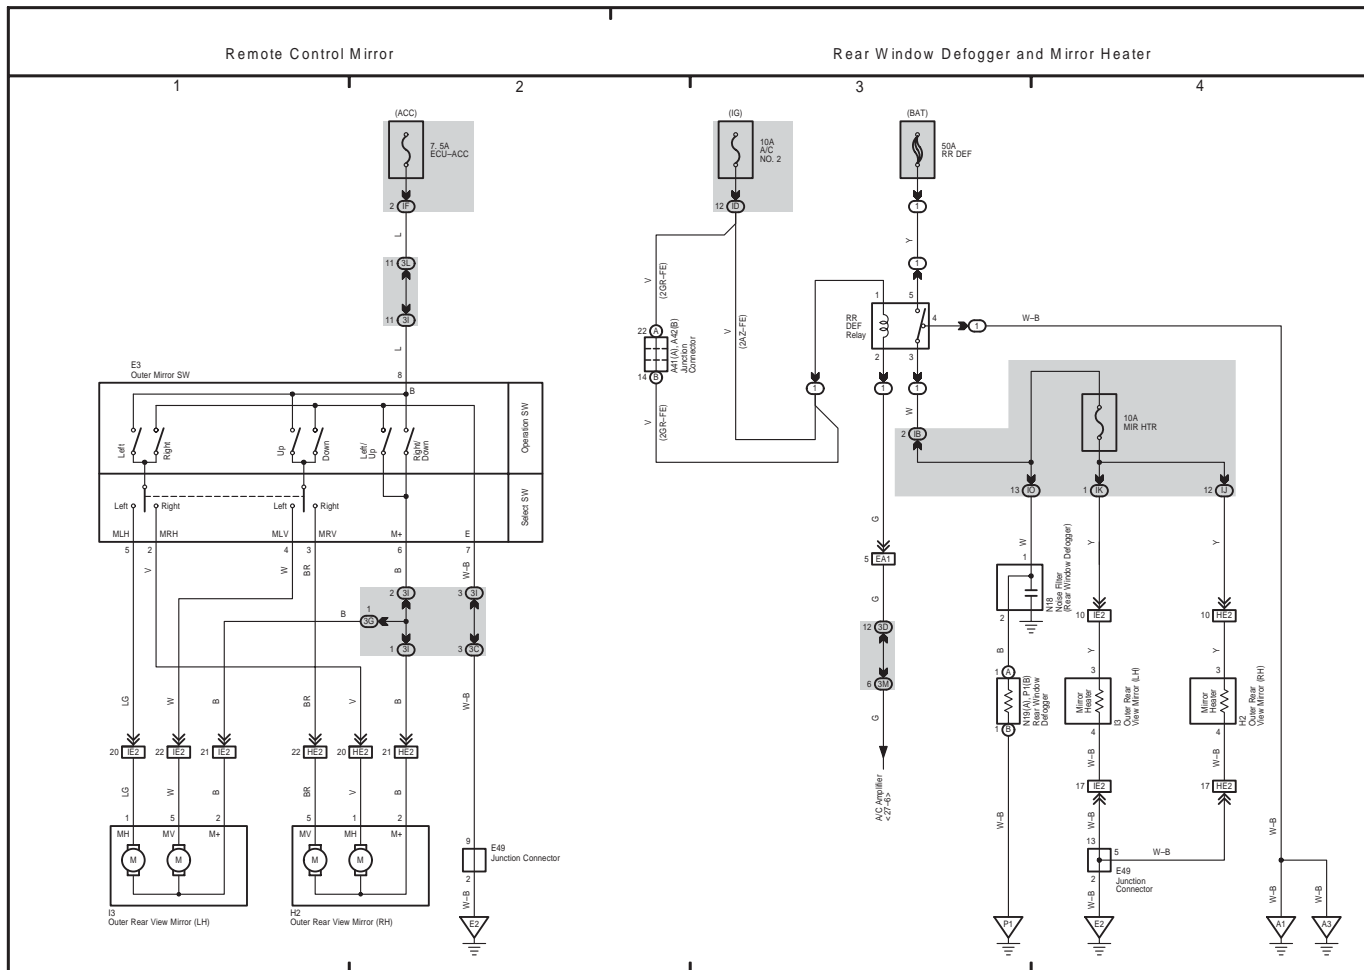 Remote Control Mirror
Rear Window Defogger and Mirror Heater
1
2
3
4
(ACC)
7. 5A
ECU–ACC
2 IF
L
11 3L
11 3I
L
E3
Outer Mirror SW
8
B
Left
Right
Up
Down
Left/
Up
Right/
Down
Operation SW
Left
Right
Left
Right
Select SW
MLH
MRH
MLV
MRV
M+
E
5
2
4
3
6
7
V
W
BR
B
W–B
2 3I
3 3I
1
B
3G
1 3I
3 3C
LG
W
B
BR
V
B
W–B
20 IE2
22 IE2
21 IE2
22 HE2
20 HE2
21 HE2
LG
W
B
BR
V
B
1
5
2
5
1
2
MH
MV
M+
MV
MH
M+
M
M
M
M
I3
Outer Rear View Mirror (LH)
H2
Outer Rear View Mirror (RH)
9
E49
Junction Connector
2
W–B
E2
(IG)
10A
A/C
NO. 2
12 ID
V
(2GR–FE)
V
(2AZ–FE)
22 A
14 B
A41(A), A42(B)
Junction
Connector
V
(2GR–FE)
(BAT)
50A
RR DEF
1
Y
1
1
5
RR
DEF
Relay
4
1
W–B
2
3
1
1
1
W
2 IB
10A
MIR HTR
13 IO
1 IK
12 IJ
G
5 EA1
G
12 3D
6 3M
G
A/C Amplifier
<27–6>
W
1
N18
Noise Filter
(Rear Window Defogger)
2
B
1 A
N19(A), P1(B)
Rear Window
Defogger
1 B
W–B
P1
Y
10 IE2
Y
3
Mirror
Heater
I3
Outer Rear
View Mirror (LH)
4
W–B
17 IE2
W–B
13
5
W–B
E49
Junction
Connector
2
W–B
E2
Y
10 HE2
Y
3
Mirror
Heater
H2
Outer Rear
View Mirror (RH)
4
W–B
17 HE2
W–B
W–B
W–B
A1
A3